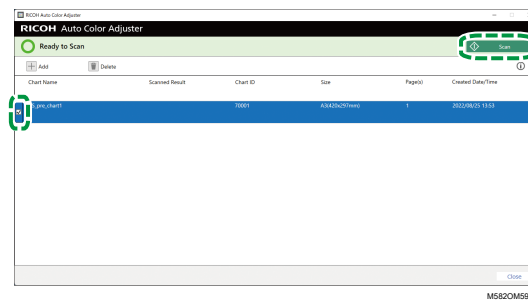 RICOH Auto Color Adjuster
RICOH Auto Color Adjuster
Ready to Scan
Scan
Add Delete
Chart Name Scanned Result Chart ID Size Page(s) Created Date/Time
_pre_chart1 70001 A3(420x297mm) 1 2022/08/25 13:53
Close
M582OM59